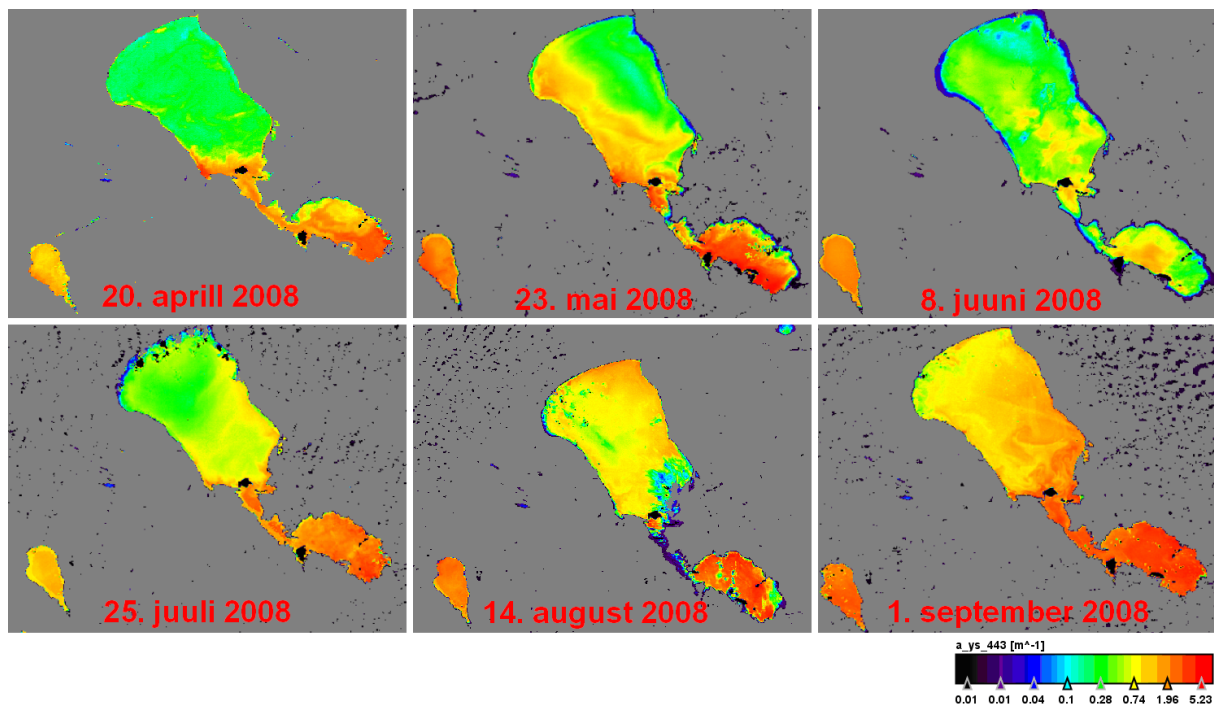 20. aprill 2008
23. mai 2008
8. juuni 2008
25. juuli 2008
14. august 2008
1. september 2008
a_ys_443 [m^-1]
0.01 0.01 0.04 0.1 0.28 0.74 1.96 5.23